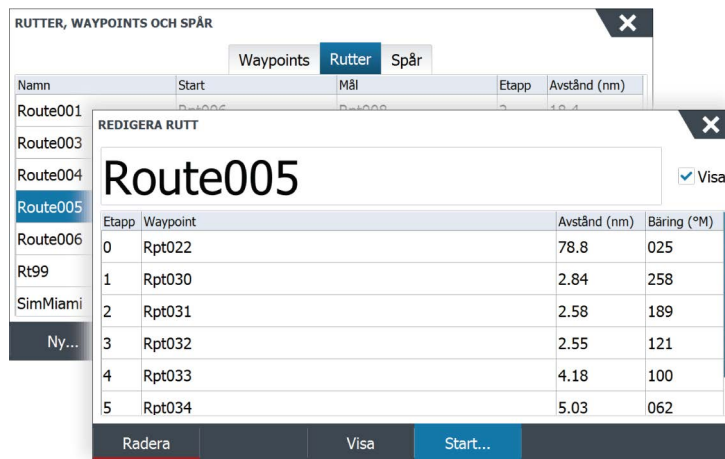 RUTTER, WAYPOINTS OCH SPÅR
Waypoints Rutter Spår
Namn Start Mål Etapp Avstånd (nm)
Route001
Route003
Route004
Route005
Route006
Rt99
SimMiami
Ny...
REDIGERA RUTT
Route005
Visa
Etapp Waypoint Avstånd (nm) Bäring (°M)
0 Rpt022 78.8 025
1 Rpt030 2.84 258
2 Rpt031 2.58 189
3 Rpt032 2.55 121
4 Rpt033 4.18 100
5 Rpt034 5.03 062
Radera Visa Start...